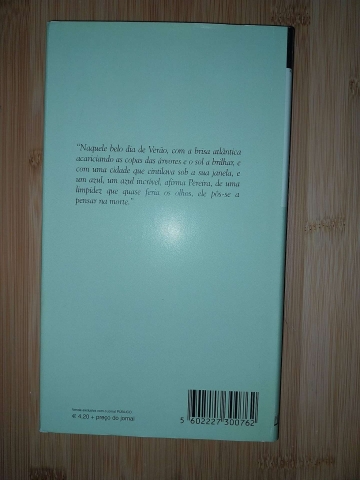 "Naquele belo dia de Verão, com a brisa atlântica
acariciando as copas das árvores e o sol a brilhar, e
com uma cidade que cintilava sob a sua janela, e
um azul, um azul incrível, afirma Pereira, de uma
limpidez que quase feria os olhos, ele pôs-se a
pensar na morte."
€ 4,20 + preço do jornal
5 602227 300762